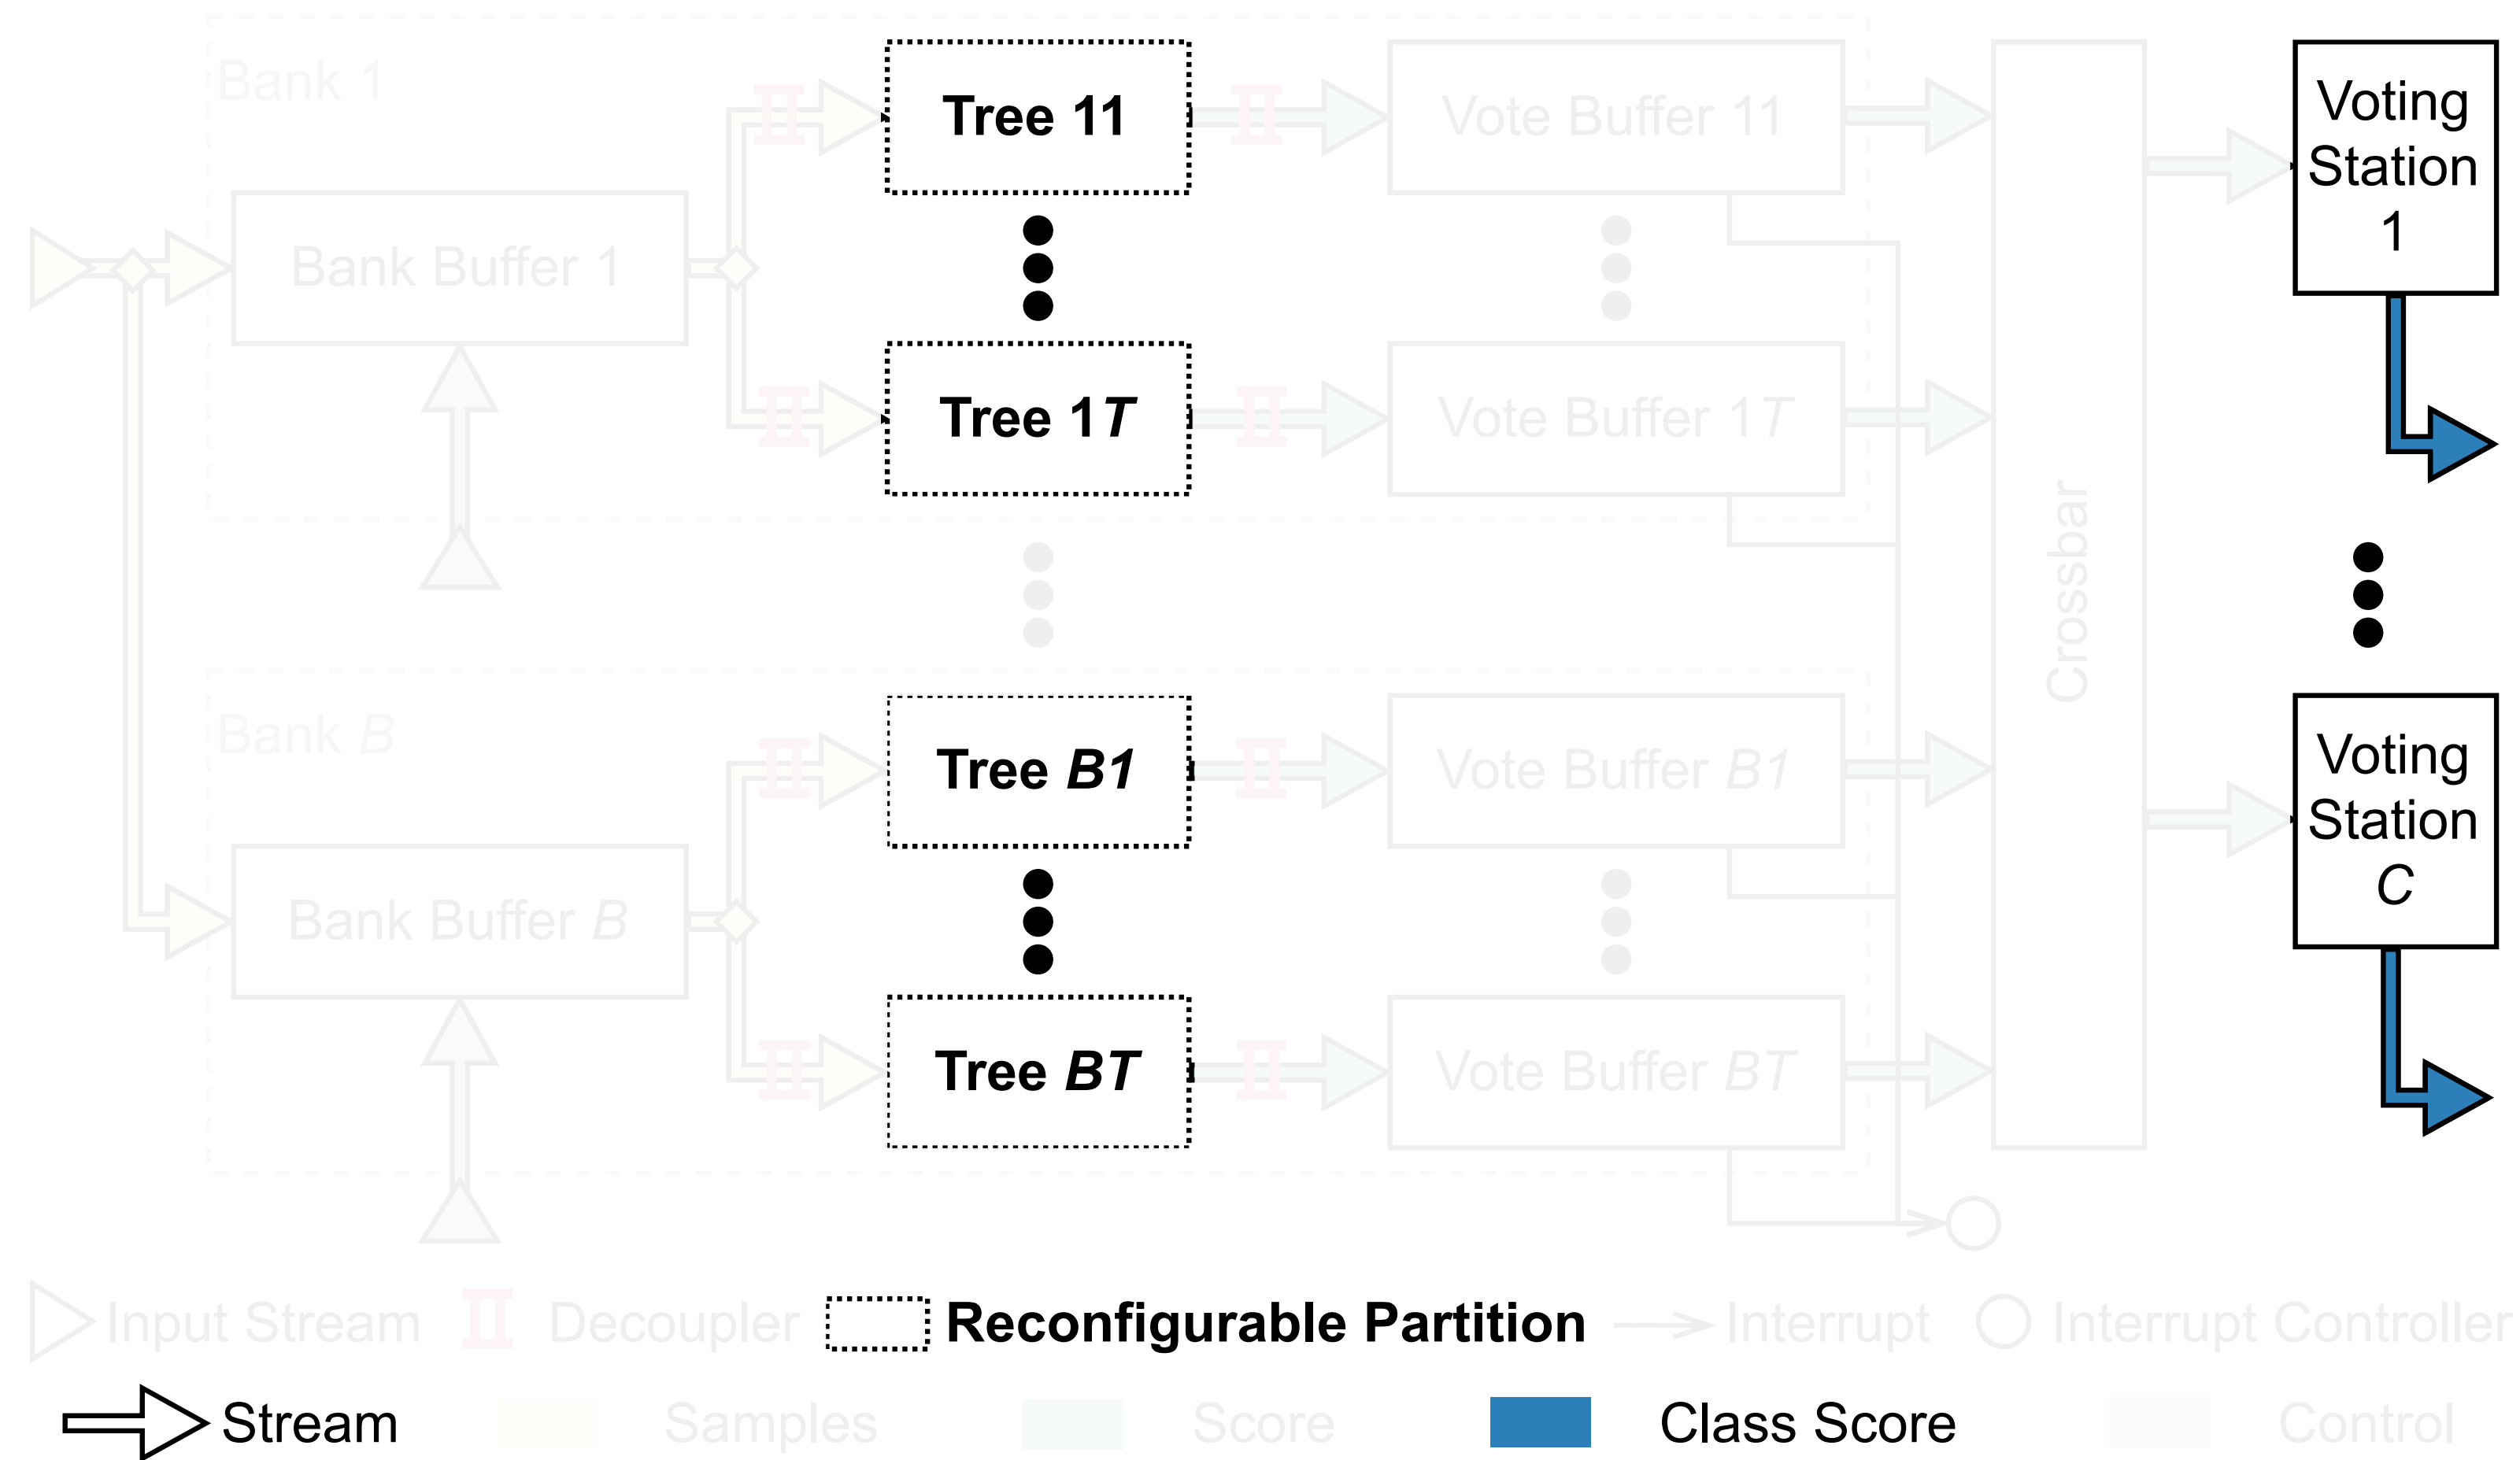 Bank 1
Tree 11
Vote Buffer 11
Voting
Station
1
Bank Buffer 1
Tree 1T
Vote Buffer 1T
Crossbar
Bank B
Tree B1
Vote Buffer B1
Voting
Station
C
Bank Buffer B
Tree BT
Vote Buffer BT
Input Stream
Decoupler
Reconfigurable Partition
Interrupt
Interrupt Controller
Stream
Samples
Score
Class Score
Control